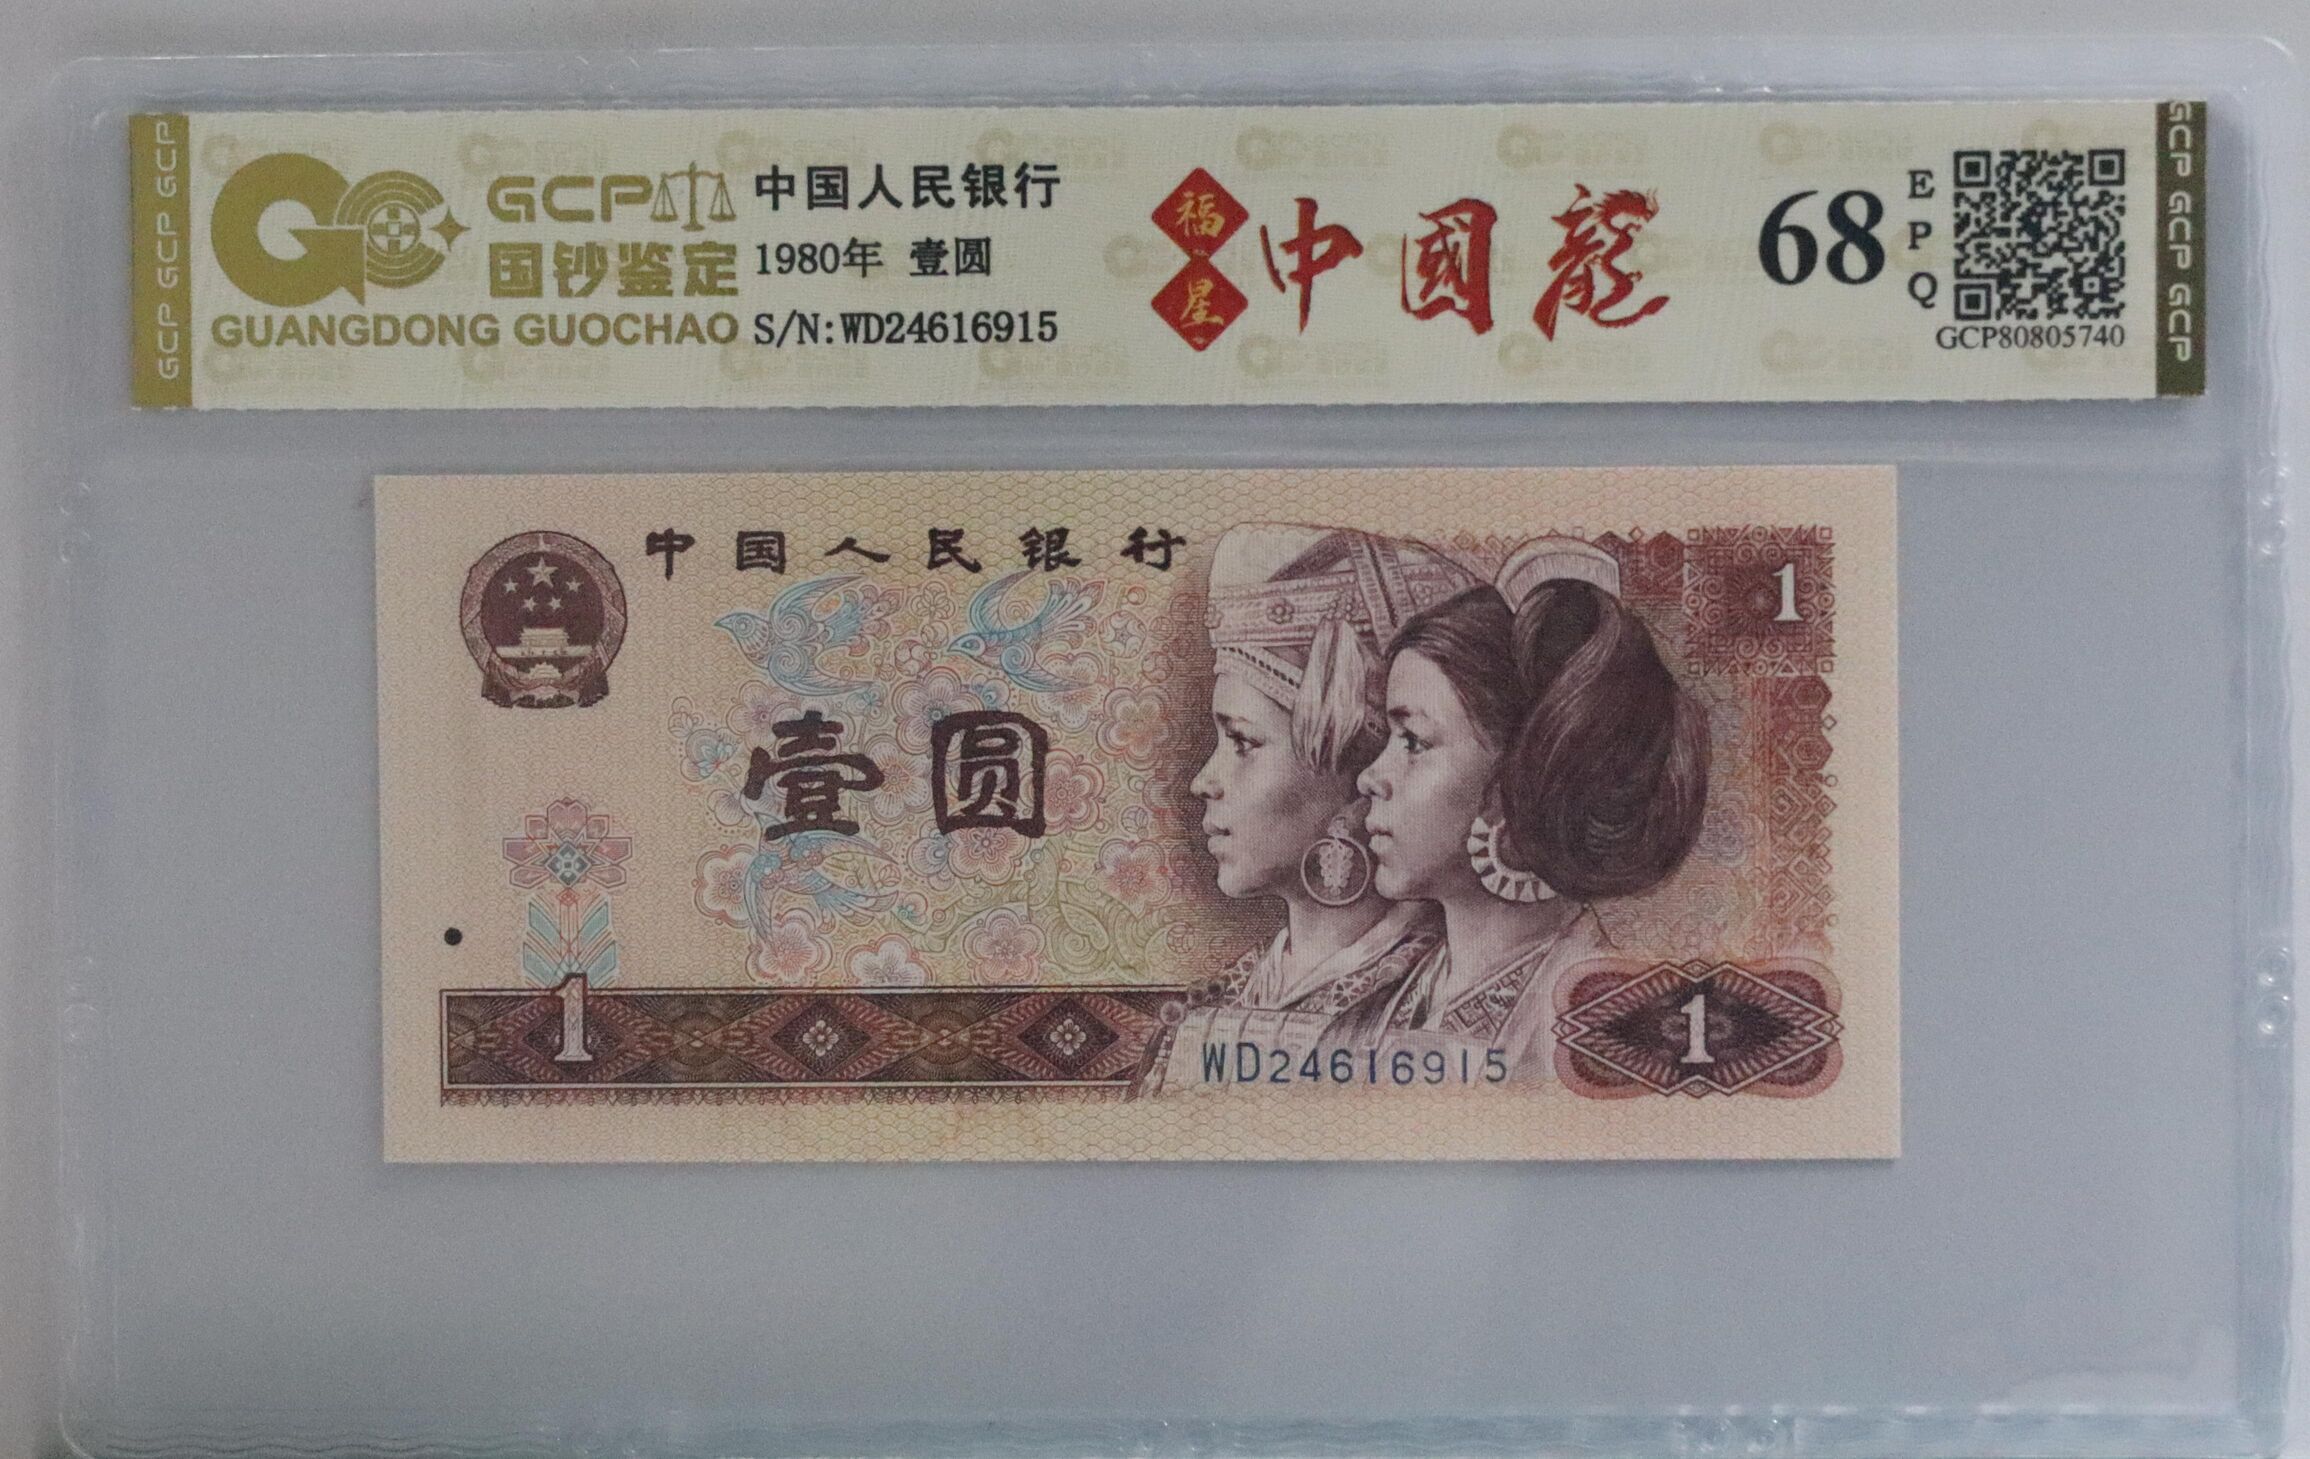 GCP GCP GCP
GCP
国钞鉴定
GUANGDONG GUOCHAO
中国人民银行
1980年 壹圆
S/N:WD24616915
福星
中國龍
68
EPQ
GCP80805740
GCP GCP GCP
中国人民银行
1
壹圆
1
1
WD24616915